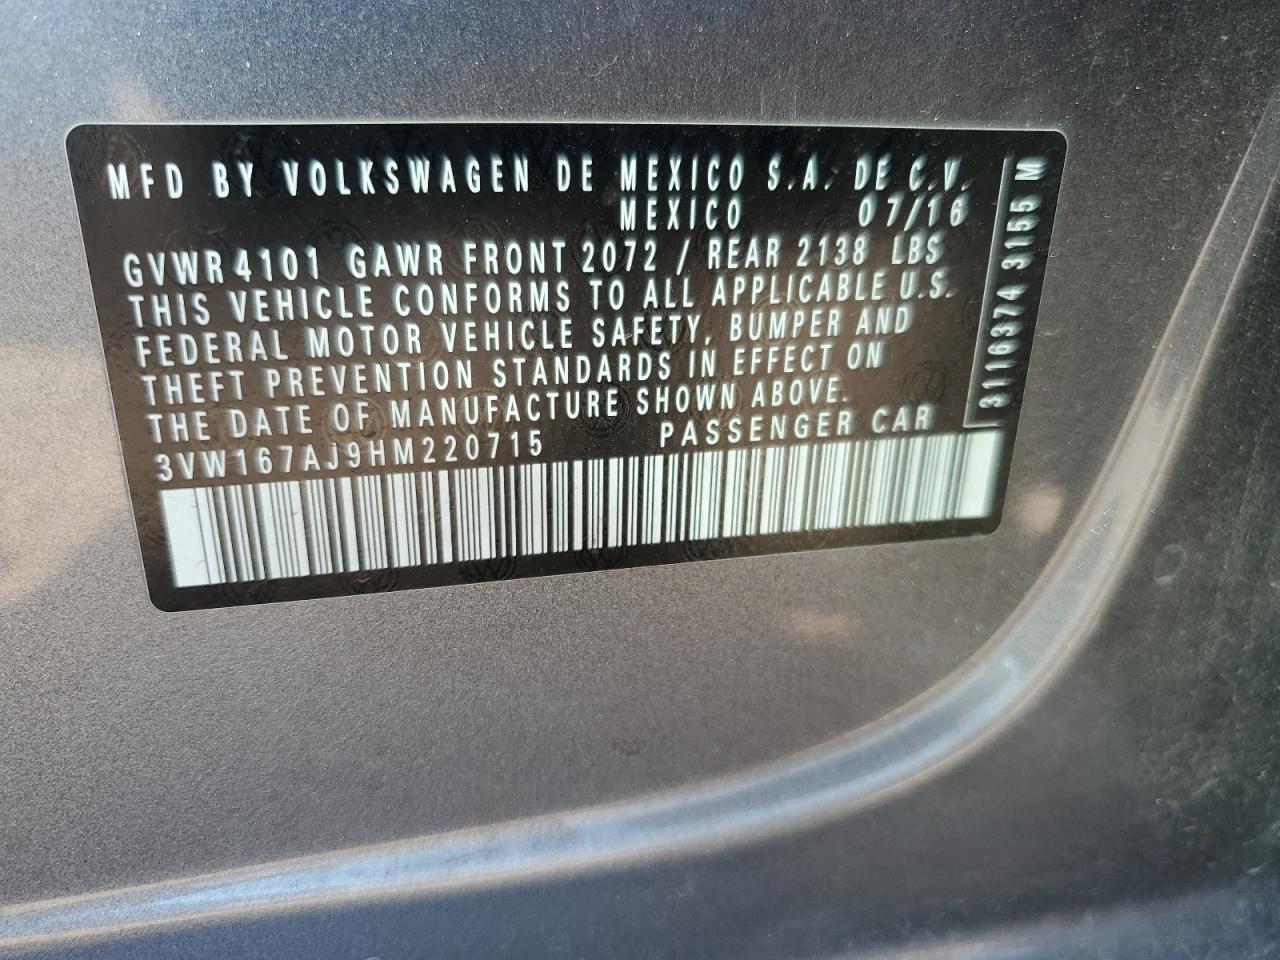 MFD BY VOLKSWAGEN DE MEXICO S.A. DE C.V.
MEXICO 07/16
GVWR 4101 GAWR FRONT 2072 / REAR 2138 LBS
THIS VEHICLE CONFORMS TO ALL APPLICABLE U.S.
FEDERAL MOTOR VEHICLE SAFETY, BUMPER AND
THEFT PREVENTION STANDARDS IN EFFECT ON
THE DATE OF MANUFACTURE SHOWN ABOVE.
3VW167AJ9HM220715 PASSENGER CAR
3116374 3155 M